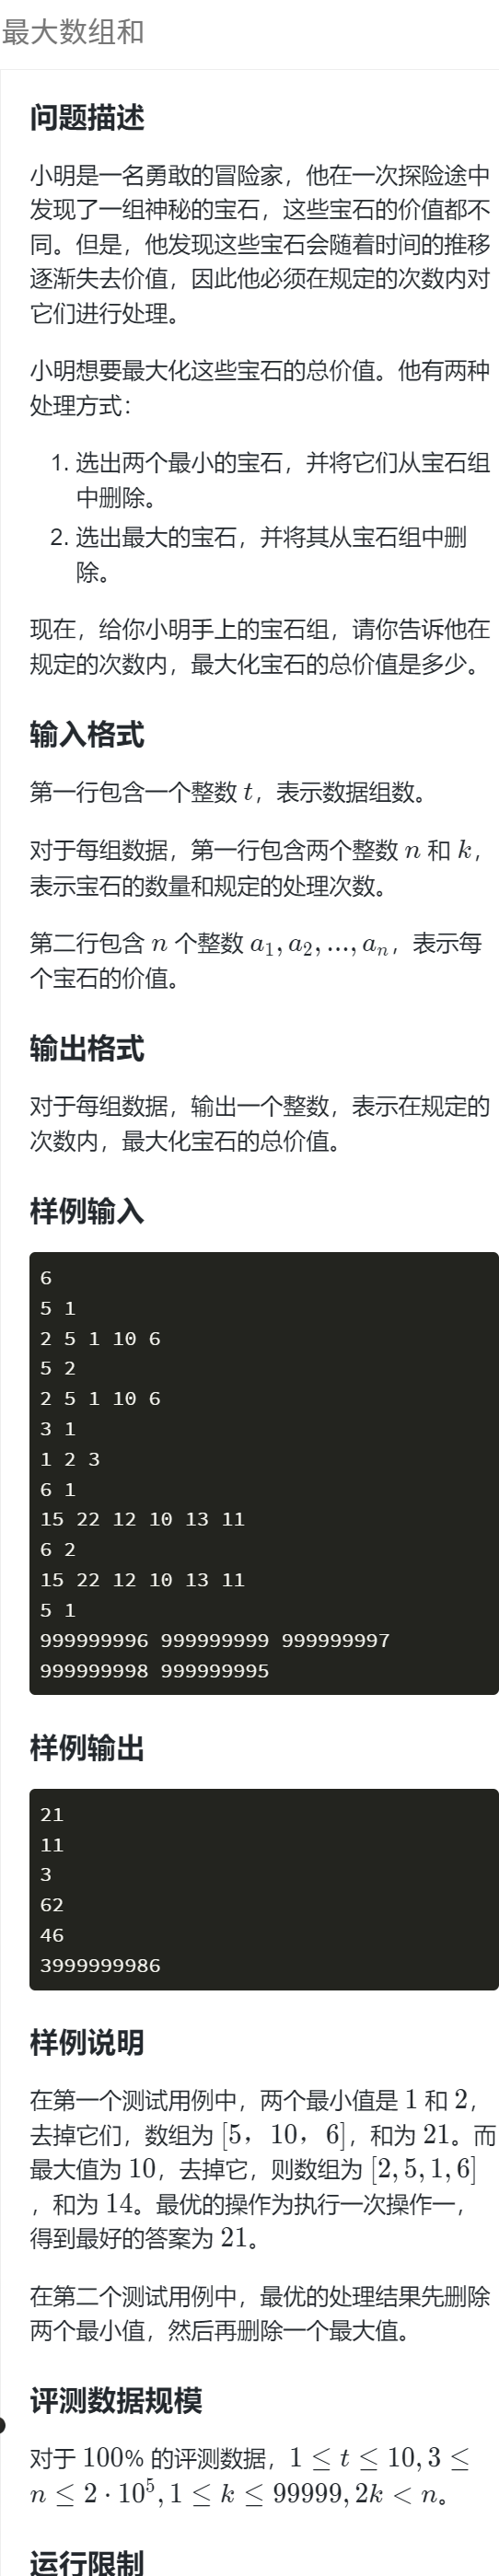 最大数组和
问题描述
小明是一名勇敢的冒险家，他在一次探险途中
发现了一组神秘的宝石，这些宝石的价值都不
同。但是，他发现这些宝石会随着时间的推移
逐渐失去价值，因此他必须在规定的次数内对
它们进行处理。
小明想要最大化这些宝石的总价值。他有两种
处理方式：
1. 选出两个最小的宝石，并将它们从宝石组
中删除。
2. 选出最大的宝石，并将其从宝石组中删
除。
现在，给你小明手上的宝石组，请你告诉他在
规定的次数内，最大化宝石的总价值是多少。
输入格式
第一行包含一个整数 t，表示数据组数。
对于每组数据，第一行包含两个整数 n 和 k，
表示宝石的数量和规定的处理次数。
第二行包含 n 个整数 a₁, a₂, ..., aₙ，表示每
个宝石的价值。
输出格式
对于每组数据，输出一个整数，表示在规定的
次数内，最大化宝石的总价值。
样例输入
6
5 1
2 5 1 10 6
5 2
2 5 1 10 6
3 1
1 2 3
6 1
15 22 12 10 13 11
6 2
15 22 12 10 13 11
5 1
999999996 999999999 999999997
999999998 999999995
样例输出
21
11
3
62
46
3999999986
样例说明
在第一个测试用例中，两个最小值是 1 和 2，
去掉它们，数组为 [5，10，6]，和为 21。而
最大值为 10，去掉它，则数组为 [2, 5, 1, 6]
，和为 14。最优的操作为执行一次操作一，
得到最好的答案为 21。
在第二个测试用例中，最优的处理结果先删除
两个最小值，然后再删除一个最大值。
评测数据规模
对于 100% 的评测数据，1 ≤ t ≤ 10, 3 ≤
n ≤ 2 · 10⁵, 1 ≤ k ≤ 99999, 2k < n。
运行限制